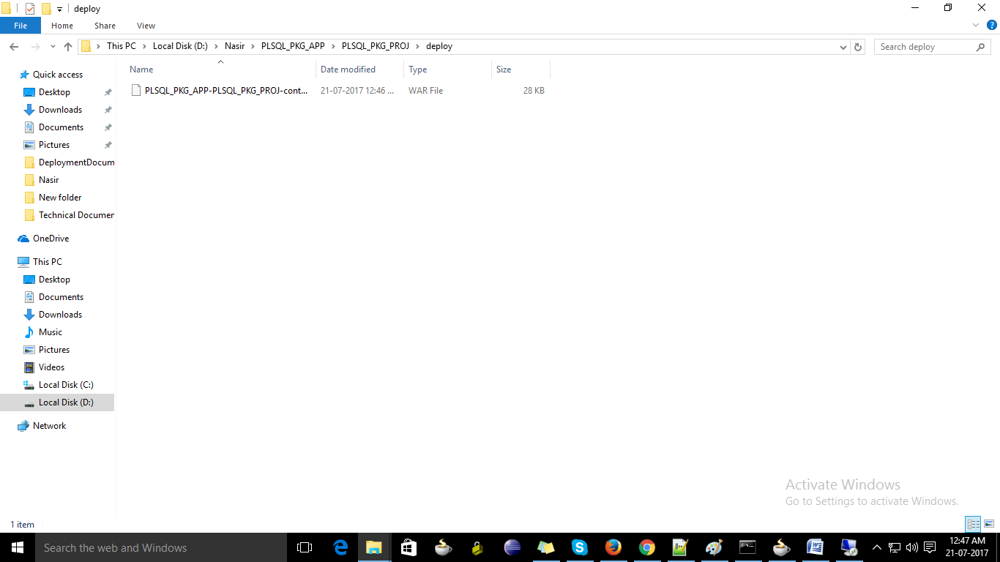 deploy
File Home Share View
This PC Local Disk (D:) Nasir PLSQL_PKG_APP PLSQL_PKG_PROJ deploy
Search deploy
Name Date modified Type Size
PLSQL_PKG_APP-PLSQL_PKG_PROJ-cont... 21-07-2017 12:46 ... WAR File 28 KB
Quick access
Desktop
Downloads
Documents
Pictures
DeploymentDocum
Nasir
New folder
Technical Documer
OneDrive
This PC
Desktop
Documents
Downloads
Music
Pictures
Videos
Local Disk (C:)
Local Disk (D:)
Network
Activate Windows
Go to Settings to activate Windows.
1 item
Search the web and Windows
12:47 AM
21-07-2017